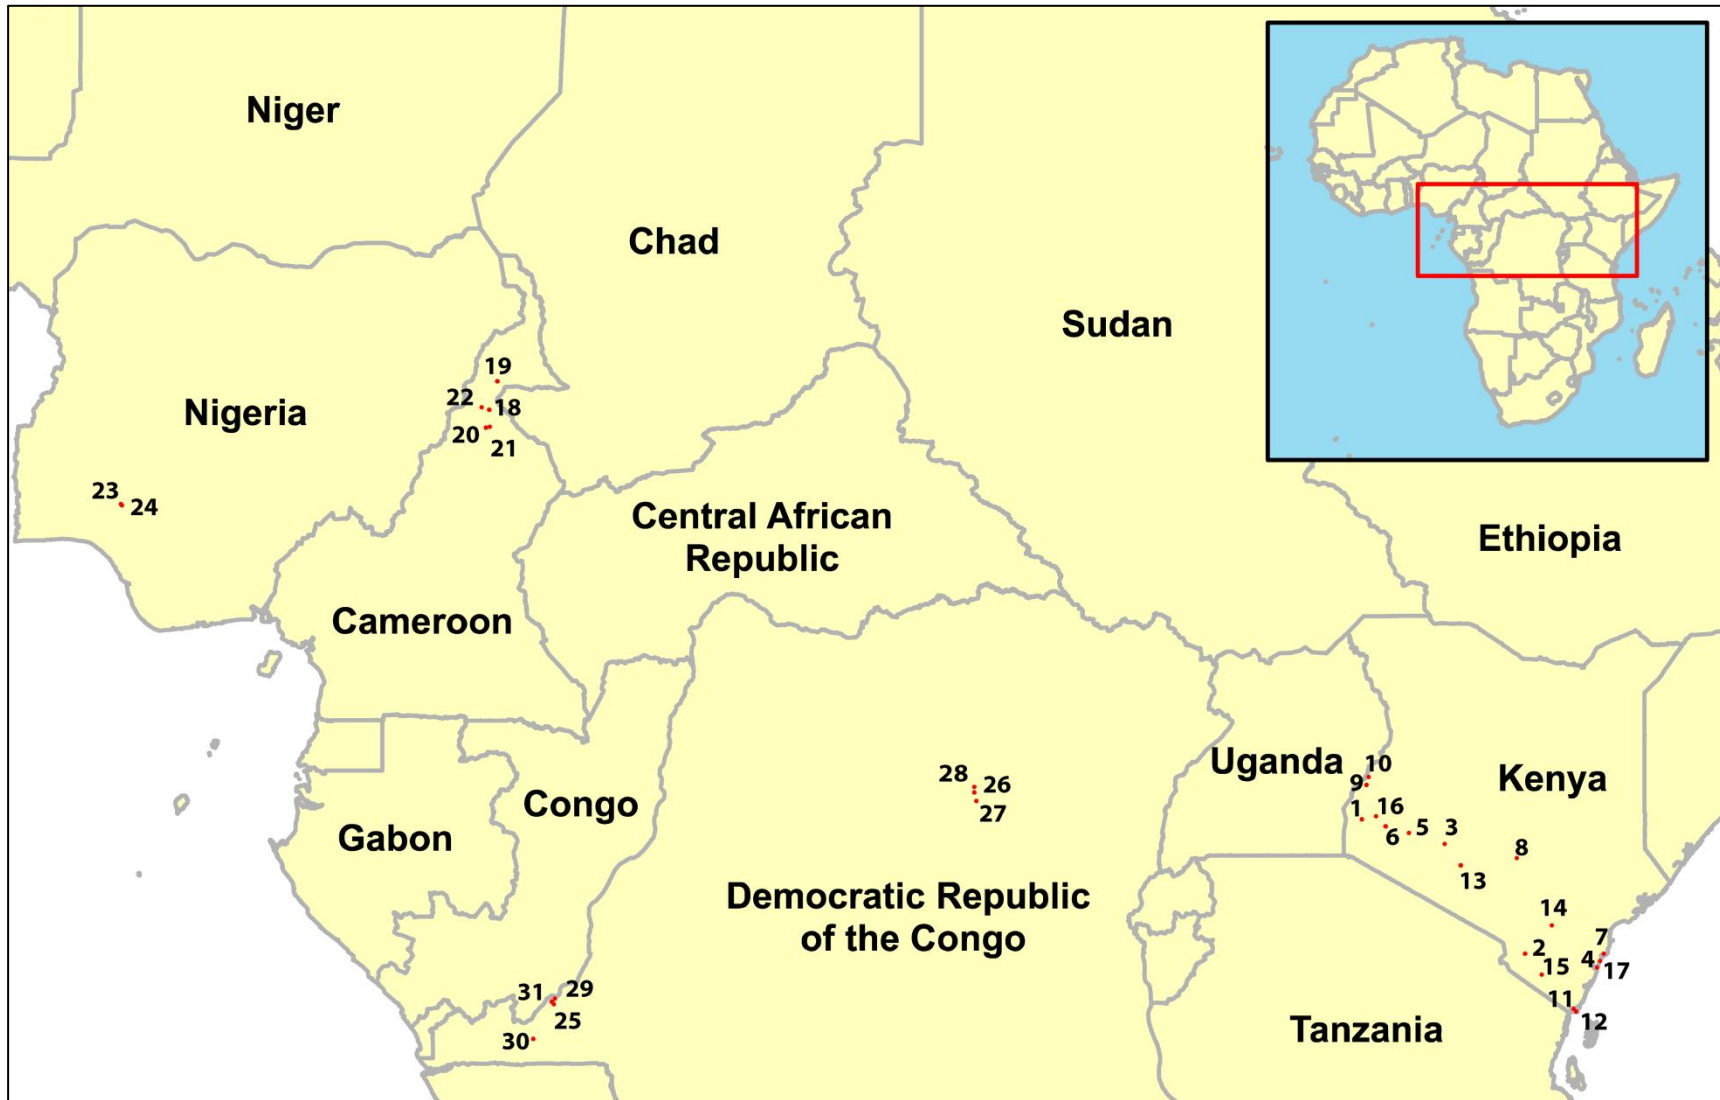 Niger
Chad
Sudan
19
22
18
Nigeria
20
21
23
24
Central African
Republic
Ethiopia
Cameroon
10
Uganda
28
26
9
Kenya
27
1
16
Congo
5
3
6
Gabon
8
13
Democratic Republic
of the Congo
14
7
2
4
15
17
31
29
11
25
12
30
Tanzania